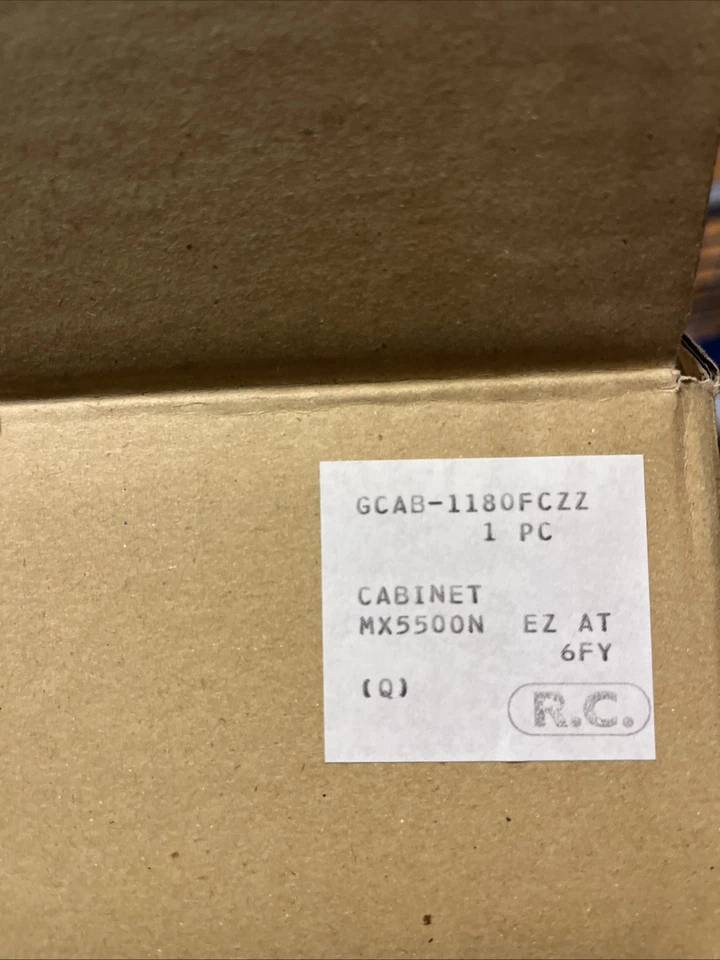 GCAB-1180FCZZ
1 PC
CABINET
MX5500N EZ AT
6FY
(Q)
R.C.